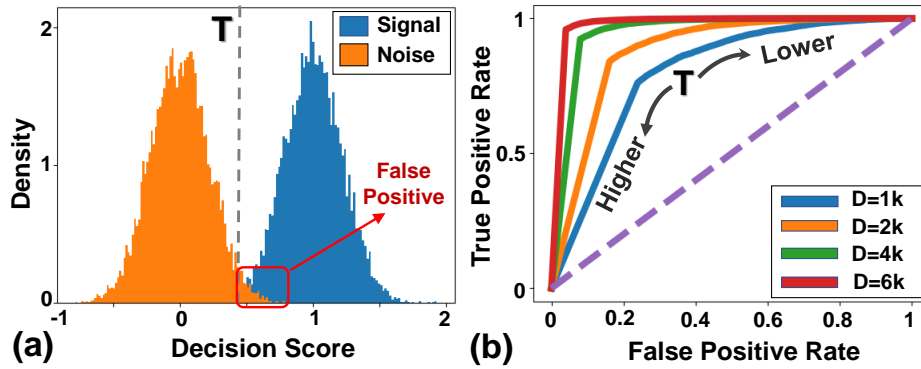 T
Signal
Noise
False
Positive
Density
2
1
0
-1
0
1
2
Decision Score
(a)
True Positive Rate
1
0.5
0
T
Lower
Higher
D=1k
D=2k
D=4k
D=6k
0
0.2
0.4
0.6
0.8
1
False Positive Rate
(b)